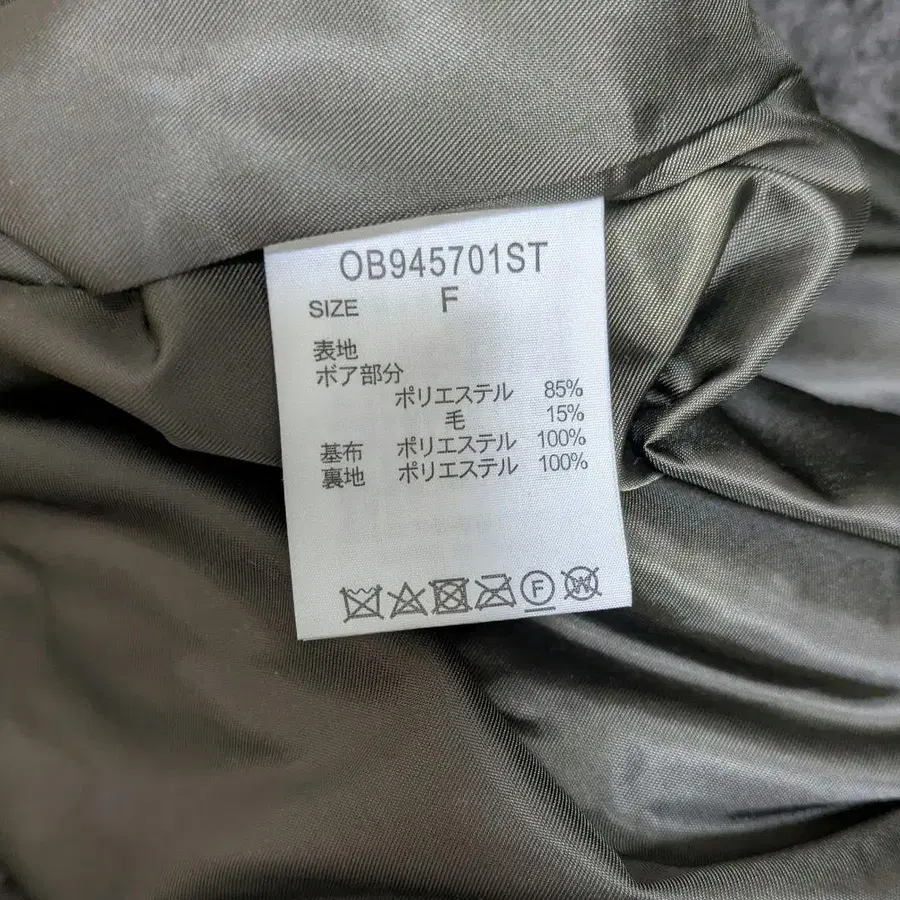 OB945701ST
SIZE F
表地
ボア部分
ポリエステル 85%
毛 15%
基布 ポリエステル 100%
裏地 ポリエステル 100%
F W